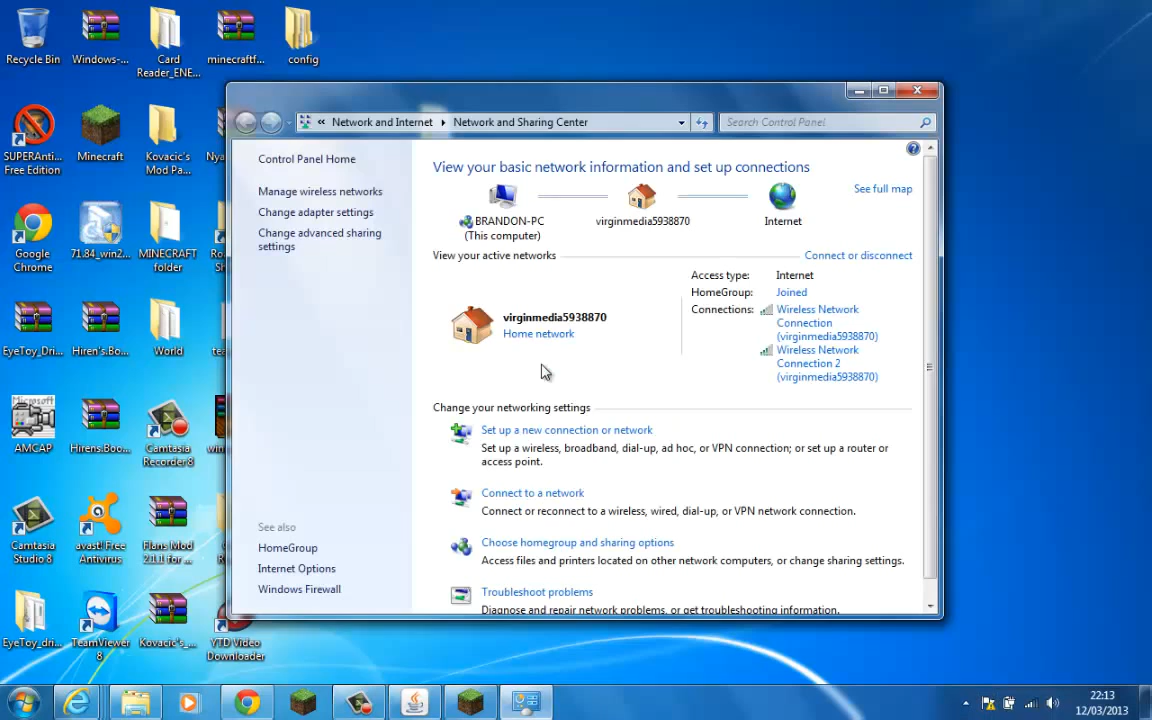 Recycle Bin
Windows-...
Card
Reader_ENE...
minecraftf...
config
SUPERAnti...
Free Edition
Minecraft
Kovacic's
Mod Pa...
Google
Chrome
71.84_win2...
MINECRAFT
folder
EyeToy_Dri...
Hiren's.Bo...
World
AMCAP
Hirens.Boo...
Camtasia
Recorder 8
Camtasia
Studio 8
avast! Free
Antivirus
Flans Mod
2.1.1 for ...
EyeToy_dri...
TeamViewer
8
Kovacic's_...
YTD Video
Downloader
« Network and Internet ▸ Network and Sharing Center
Search Control Panel
Control Panel Home
Manage wireless networks
Change adapter settings
Change advanced sharing
settings
See also
HomeGroup
Internet Options
Windows Firewall
View your basic network information and set up connections
See full map
BRANDON-PC
(This computer)
virginmedia5938870
Internet
View your active networks
Connect or disconnect
virginmedia5938870
Home network
Access type: Internet
HomeGroup: Joined
Connections: Wireless Network
Connection
(virginmedia5938870)
Wireless Network
Connection 2
(virginmedia5938870)
Change your networking settings
Set up a new connection or network
Set up a wireless, broadband, dial-up, ad hoc, or VPN connection; or set up a router or
access point.
Connect to a network
Connect or reconnect to a wireless, wired, dial-up, or VPN network connection.
Choose homegroup and sharing options
Access files and printers located on other network computers, or change sharing settings.
Troubleshoot problems
Diagnose and repair network problems, or get troubleshooting information.
22:13
12/03/2013